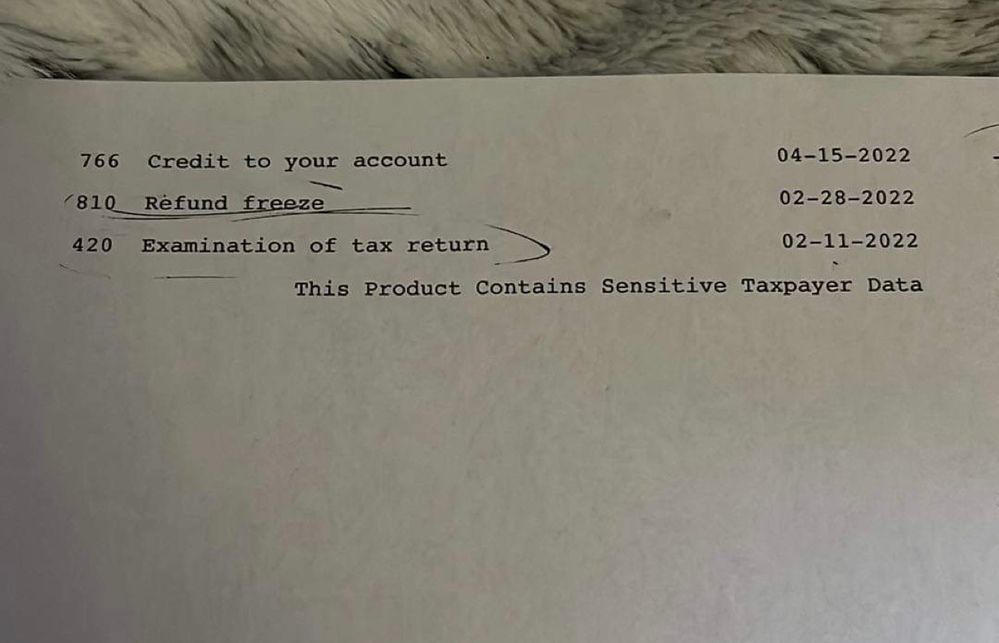 766 Credit to your account 04-15-2022
810 Refund freeze 02-28-2022
420 Examination of tax return 02-11-2022
This Product Contains Sensitive Taxpayer Data